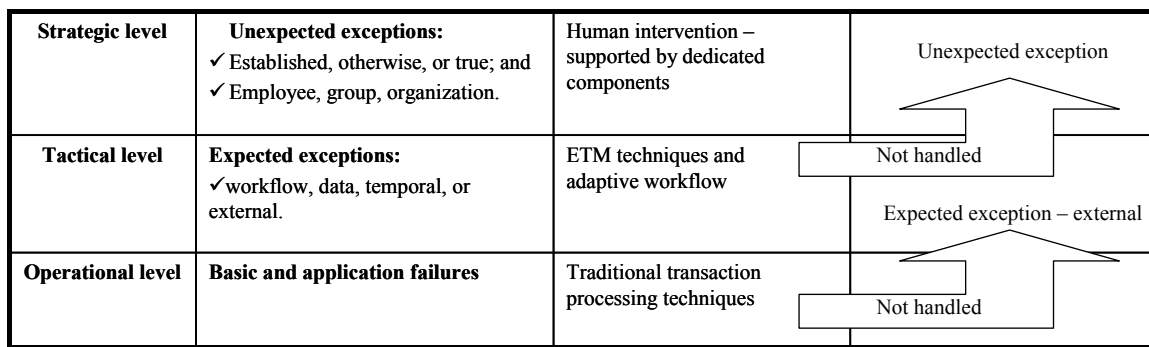 Strategic level
Unexpected exceptions:
✓Established, otherwise, or true; and
✓Employee, group, organization.
Human intervention –
supported by dedicated
components
Unexpected exception
Tactical level
Expected exceptions:
✓workflow, data, temporal, or
external.
ETM techniques and
adaptive workflow
Not handled
Expected exception – external
Operational level
Basic and application failures
Traditional transaction
processing techniques
Not handled